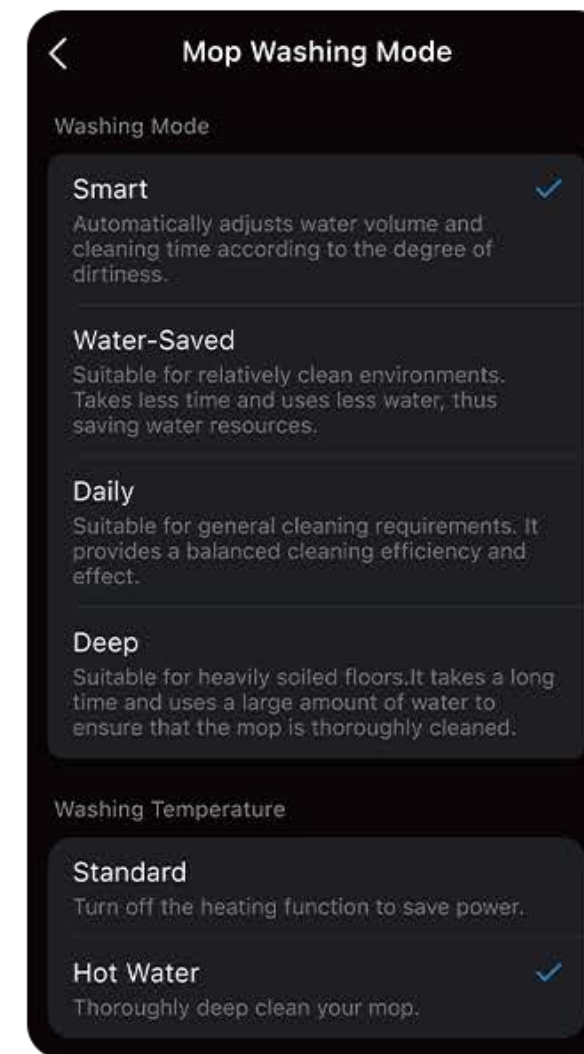 Mop Washing Mode
Washing Mode
Smart
Automatically adjusts water volume and
cleaning time according to the degree of
dirtiness.
Water-Saved
Suitable for relatively clean environments.
Takes less time and uses less water, thus
saving water resources.
Daily
Suitable for general cleaning requirements. It
provides a balanced cleaning efficiency and
effect.
Deep
Suitable for heavily soiled floors.It takes a long
time and uses a large amount of water to
ensure that the mop is thoroughly cleaned.
Washing Temperature
Standard
Turn off the heating function to save power.
Hot Water
Thoroughly deep clean your mop.